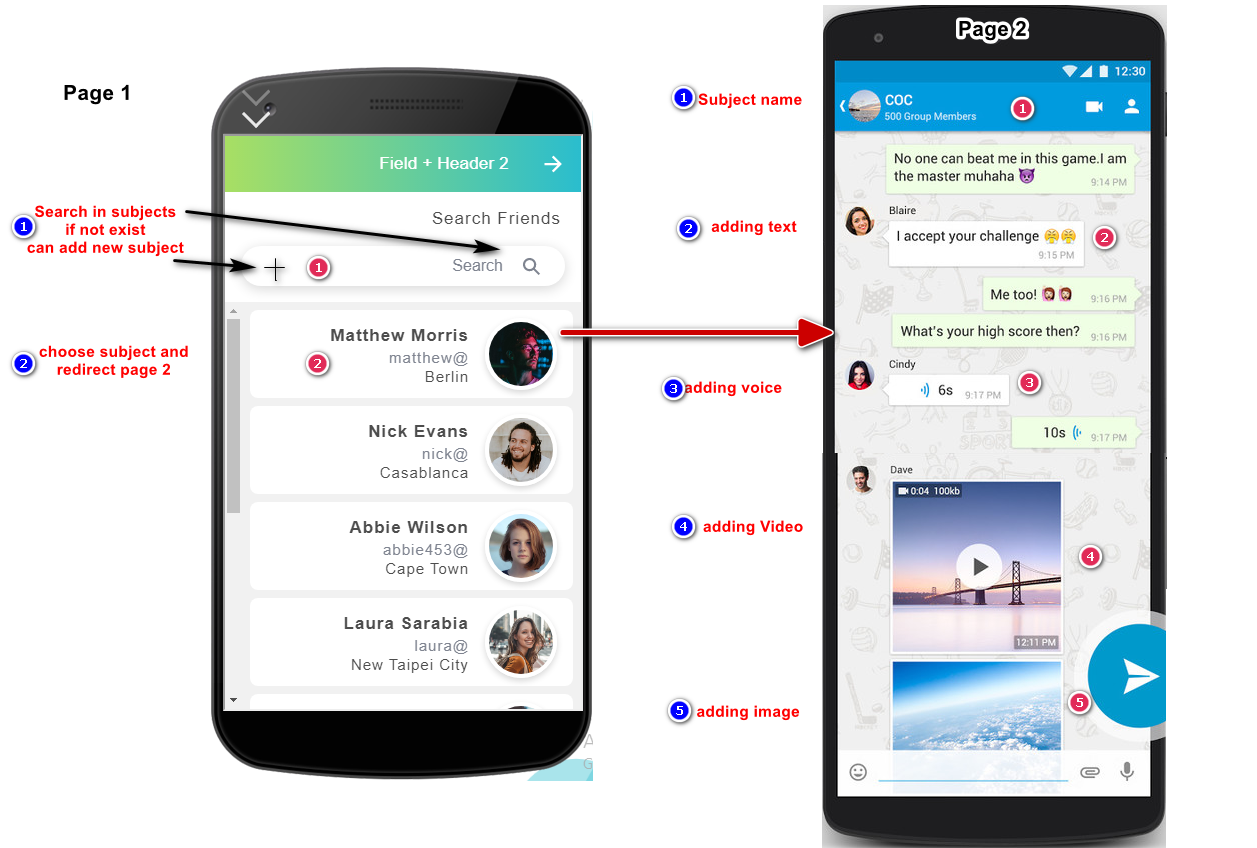 Page 1
Field + Header 2
Search Friends
1
Search in subjects
if not exist
can add new subject
1
Search
2
choose subject and
redirect page 2
2
Matthew Morris
matthew@
Berlin
Nick Evans
nick@
Casablanca
Abbie Wilson
abbie453@
Cape Town
Laura Sarabia
laura@
New Taipei City
1
Subject name
2
adding text
3
adding voice
4
adding Video
5
adding image
Page 2
12:30
COC
500 Group Members
1
No one can beat me in this game.I am
the master muhaha 😈
9:14 PM
Blaire
I accept your challenge 😤😤
9:15 PM
2
Me too! 🙆🙆
9:16 PM
What's your high score then?
9:16 PM
Cindy
6s
9:17 PM
3
10s
9:17 PM
Dave
0:04 100kb
4
12:11 PM
5